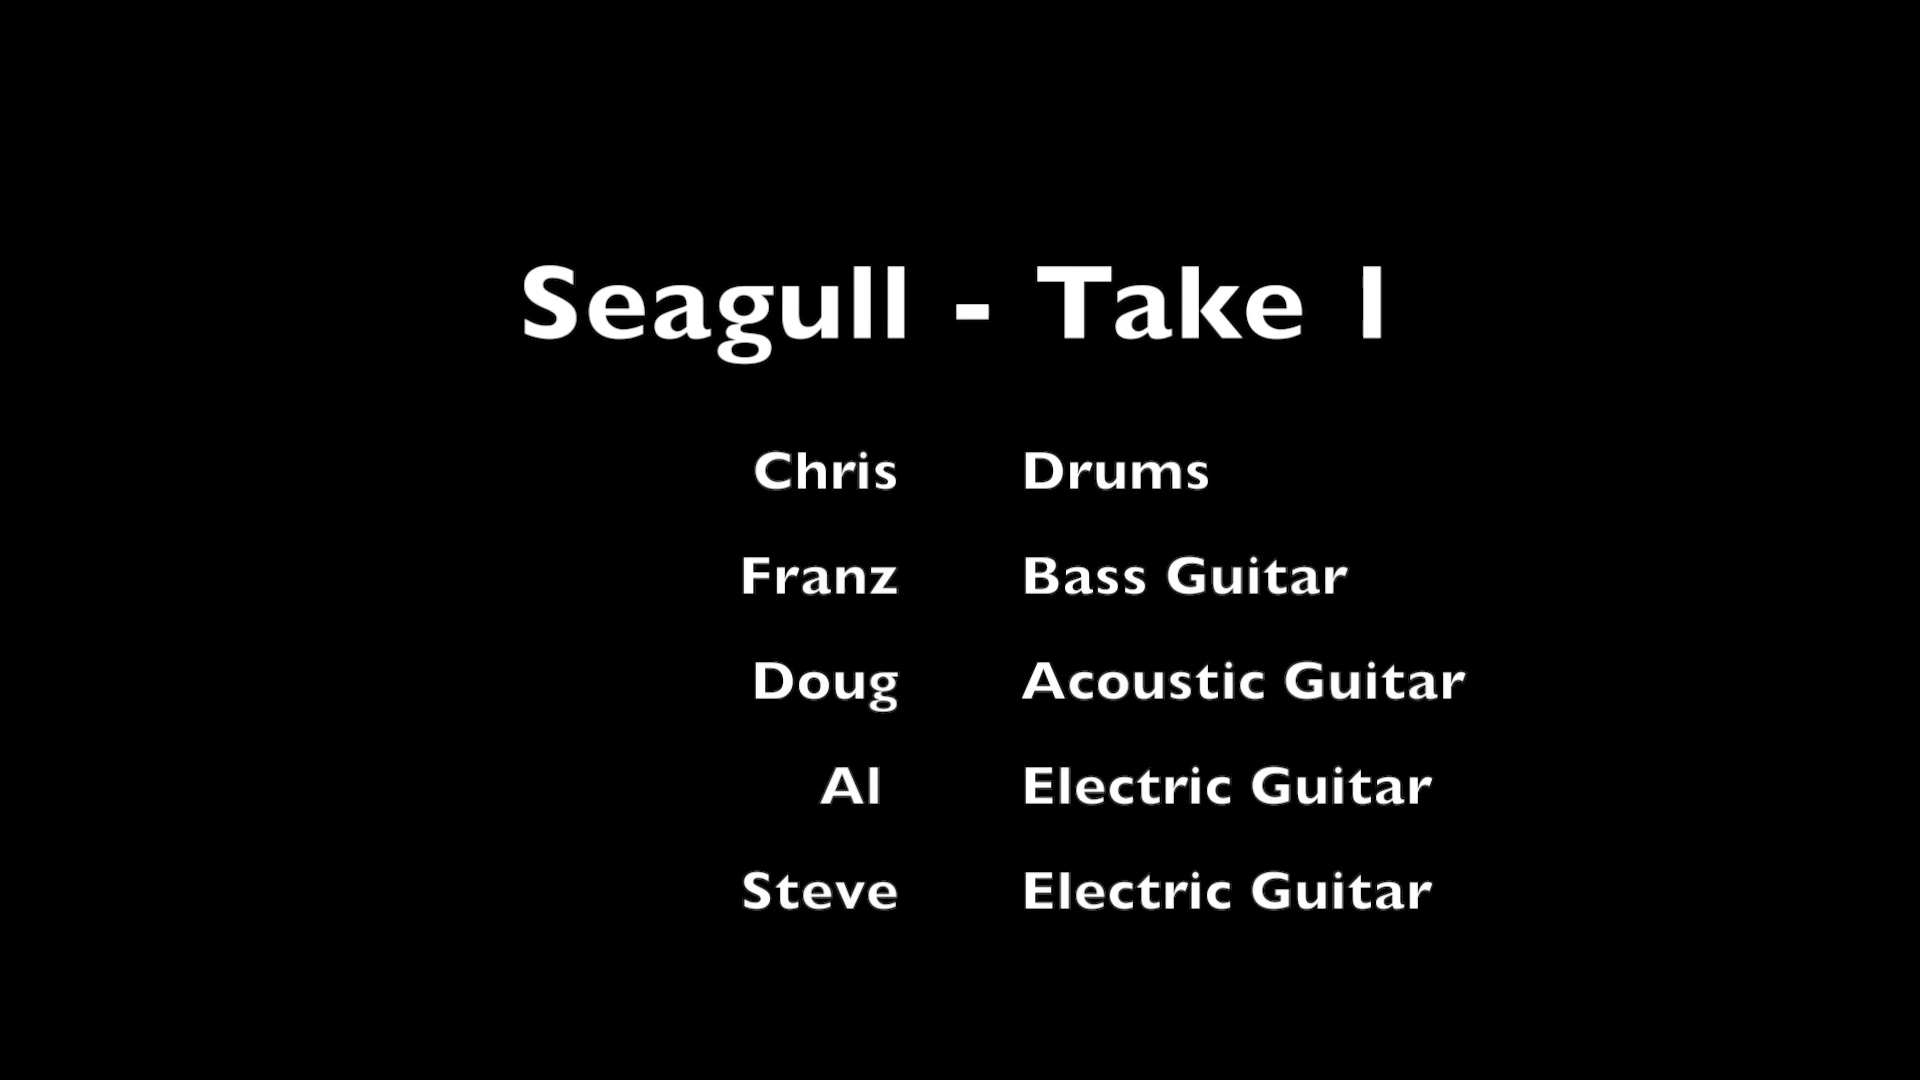 Seagull - Take 1
Chris Drums
Franz Bass Guitar
Doug Acoustic Guitar
Al Electric Guitar
Steve Electric Guitar